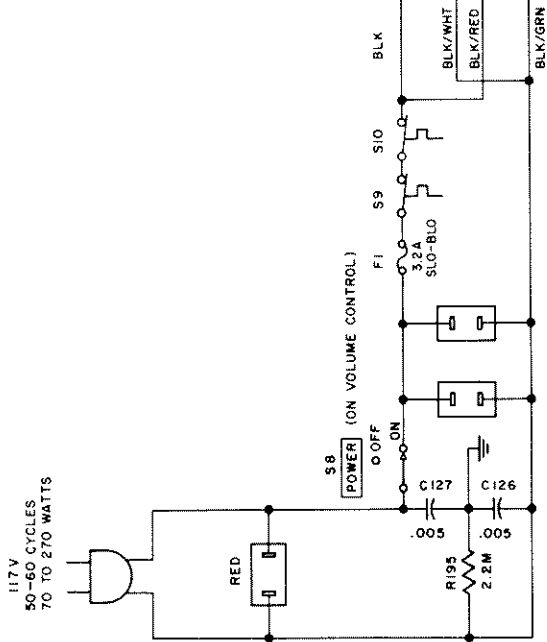 117V
50-60 CYCLES
70 TO 270 WATTS
RED
S8
POWER (ON VOLUME CONTROL)
O OFF
ON
C127
.005
C126
.005
R195
2.2M
F1
3.2A
SLO-BLO
S9
S10
BLK
BLK/WHT
BLK/RED
BLK/GRN